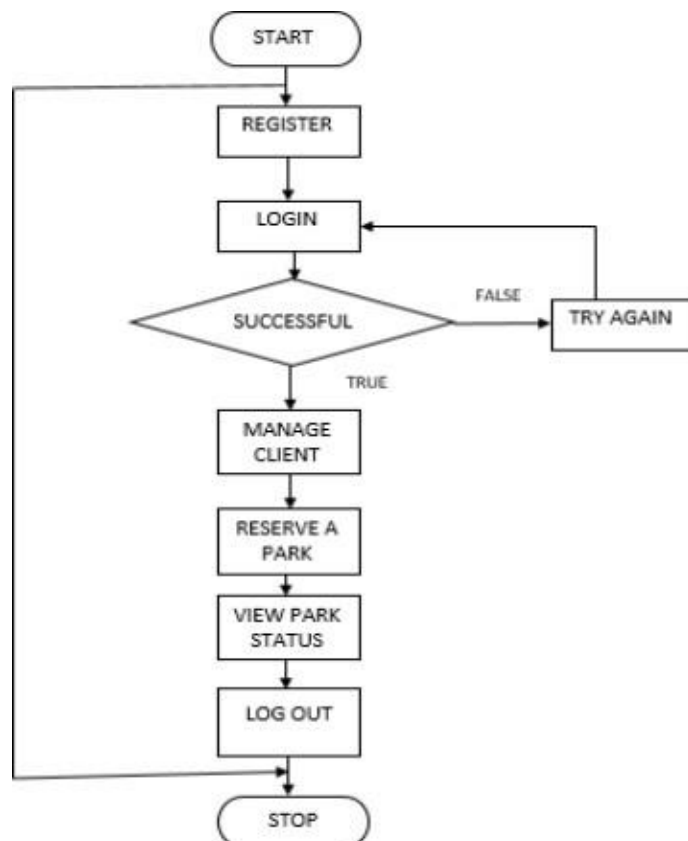 START
REGISTER
LOGIN
SUCCESSFUL
FALSE
TRY AGAIN
TRUE
MANAGE
CLIENT
RESERVE A
PARK
VIEW PARK
STATUS
LOG OUT
STOP